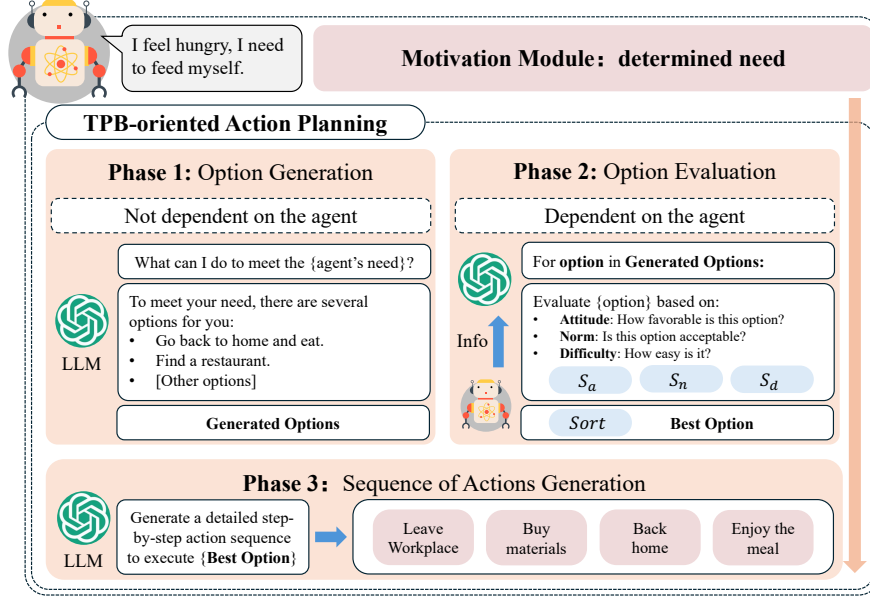 I feel hungry, I need
to feed myself.
Motivation Module: determined need
TPB-oriented Action Planning
Phase 1: Option Generation
Not dependent on the agent
What can I do to meet the {agent's need}?
LLM
To meet your need, there are several
options for you:
• Go back to home and eat.
• Find a restaurant.
• [Other options]
Generated Options
Phase 2: Option Evaluation
Dependent on the agent
For option in Generated Options:
Info
Evaluate {option} based on:
• Attitude: How favorable is this option?
• Norm: Is this option acceptable?
• Difficulty: How easy is it?
S_a S_n S_d
Sort Best Option
Phase 3: Sequence of Actions Generation
LLM
Generate a detailed step-
by-step action sequence
to execute {Best Option}
Leave
Workplace
Buy
materials
Back
home
Enjoy the
meal